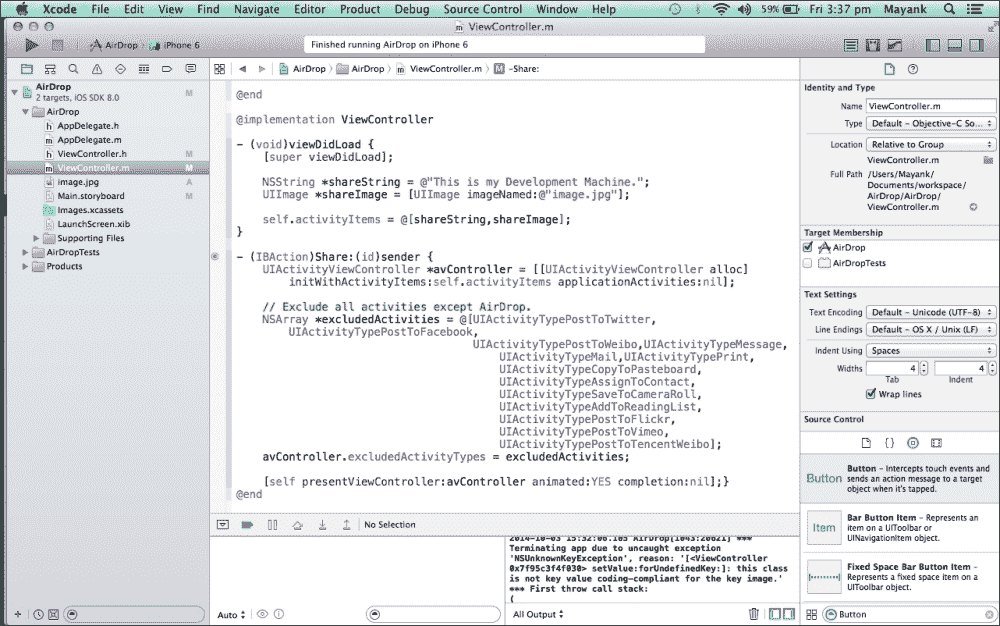 Xcode File Edit View Find Navigate Editor Product Debug Source Control Window Help 59% Fri 3:37 pm Mayank
ViewController.m
AirDrop iPhone 6
Finished running AirDrop on iPhone 6
AirDrop AirDrop ViewController.m -Share:
AirDrop M
2 targets, iOS SDK 8.0
AirDrop
AppDelegate.h
AppDelegate.m
ViewController.h M
ViewController.m M
image.jpg A
Main.storyboard M
Images.xcassets
LaunchScreen.xib
Supporting Files
AirDropTests
Products
@end
@implementation ViewController
- (void)viewDidLoad {
[super viewDidLoad];
NSString *shareString = @"This is my Development Machine.";
UIImage *shareImage = [UIImage imageNamed:@"image.jpg"];
self.activityItems = @[shareString,shareImage];
}
- (IBAction)Share:(id)sender {
UIActivityViewController *avController = [[UIActivityViewController alloc]
initWithActivityItems:self.activityItems applicationActivities:nil];
// Exclude all activities except AirDrop.
NSArray *excludedActivities = @[UIActivityTypePostToTwitter,
UIActivityTypePostToFacebook,
UIActivityTypePostToWeibo,UIActivityTypeMessage,
UIActivityTypeMail,UIActivityTypePrint,
UIActivityTypeCopyToPasteboard,
UIActivityTypeAssignToContact,
UIActivityTypeSaveToCameraRoll,
UIActivityTypeAddToReadingList,
UIActivityTypePostToFlickr,
UIActivityTypePostToVimeo,
UIActivityTypePostToTencentWeibo];
avController.excludedActivityTypes = excludedActivities;
[self presentViewController:avController animated:YES completion:nil];}
@end
No Selection
2014-10-03 15:32:06.105 AirDrop[1043:20621] ***
Terminating app due to uncaught exception
'NSUnknownKeyException', reason: '[<ViewController
0x7f95c3f4f030> setValue:forUndefinedKey:]: this class
is not key value coding-compliant for the key image.'
*** First throw call stack:
(
Auto
All Output
Identity and Type
Name ViewController.m
Type Default - Objective-C So...
Location Relative to Group
ViewController.m
Full Path /Users/Mayank/
Documents/workspace/
AirDrop/AirDrop/
ViewController.m
Target Membership
AirDrop
AirDropTests
Text Settings
Text Encoding Default - Unicode (UTF-8)
Line Endings Default - OS X / Unix (LF)
Indent Using Spaces
Widths 4 4
Tab Indent
Wrap lines
Source Control
Button
Button - Intercepts touch events and
sends an action message to a target
object when it's tapped.
Item
Bar Button Item - Represents an
item on a UIToolbar or
UINavigationItem object.
Fixed Space Bar Button Item -
Represents a fixed space item on a
UIToolbar object.
Button